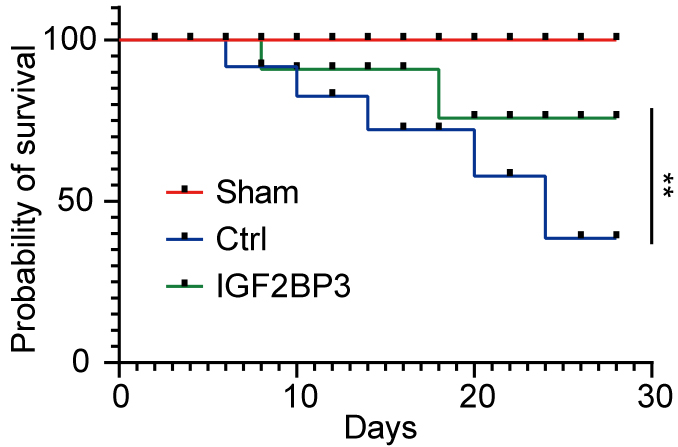 100
50
0
Probability of survival
Sham
Ctrl
IGF2BP3
**
0 10 20 30
Days